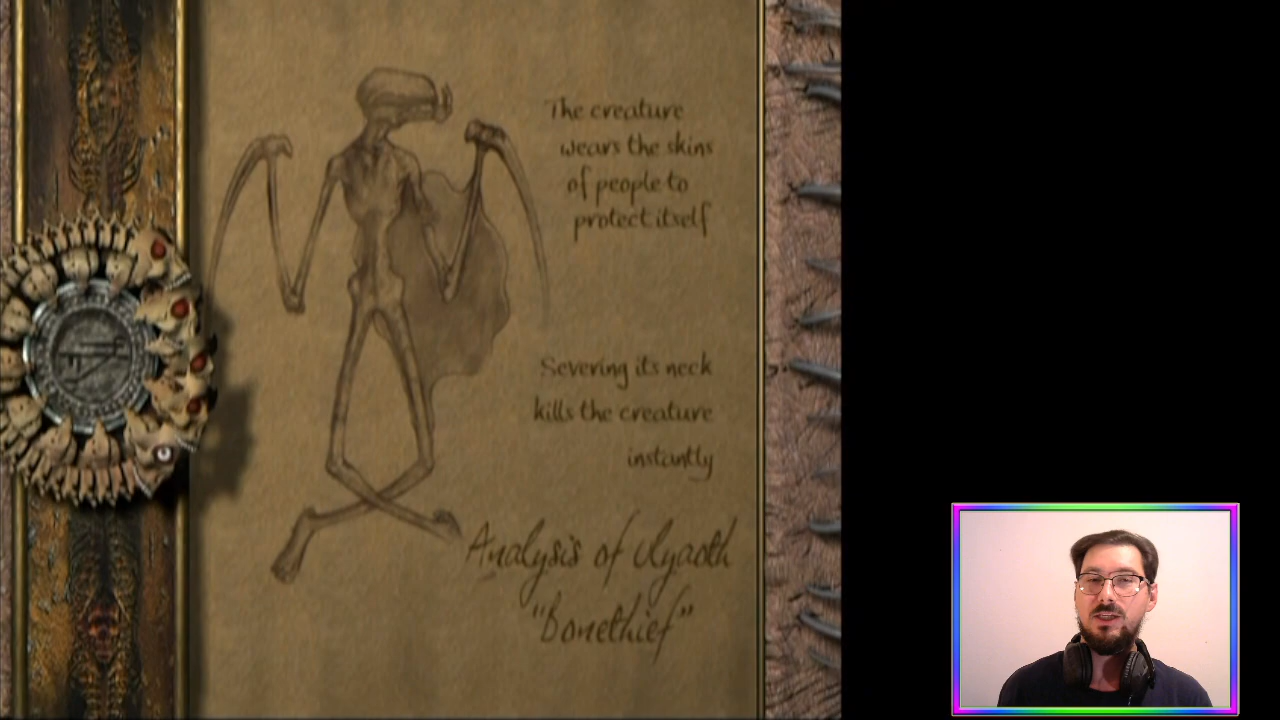 The creature
wears the skins
of people to
protect itself
Severing its neck
kills the creature
instantly
Analysis of Ulyaoth
"Bonethief"